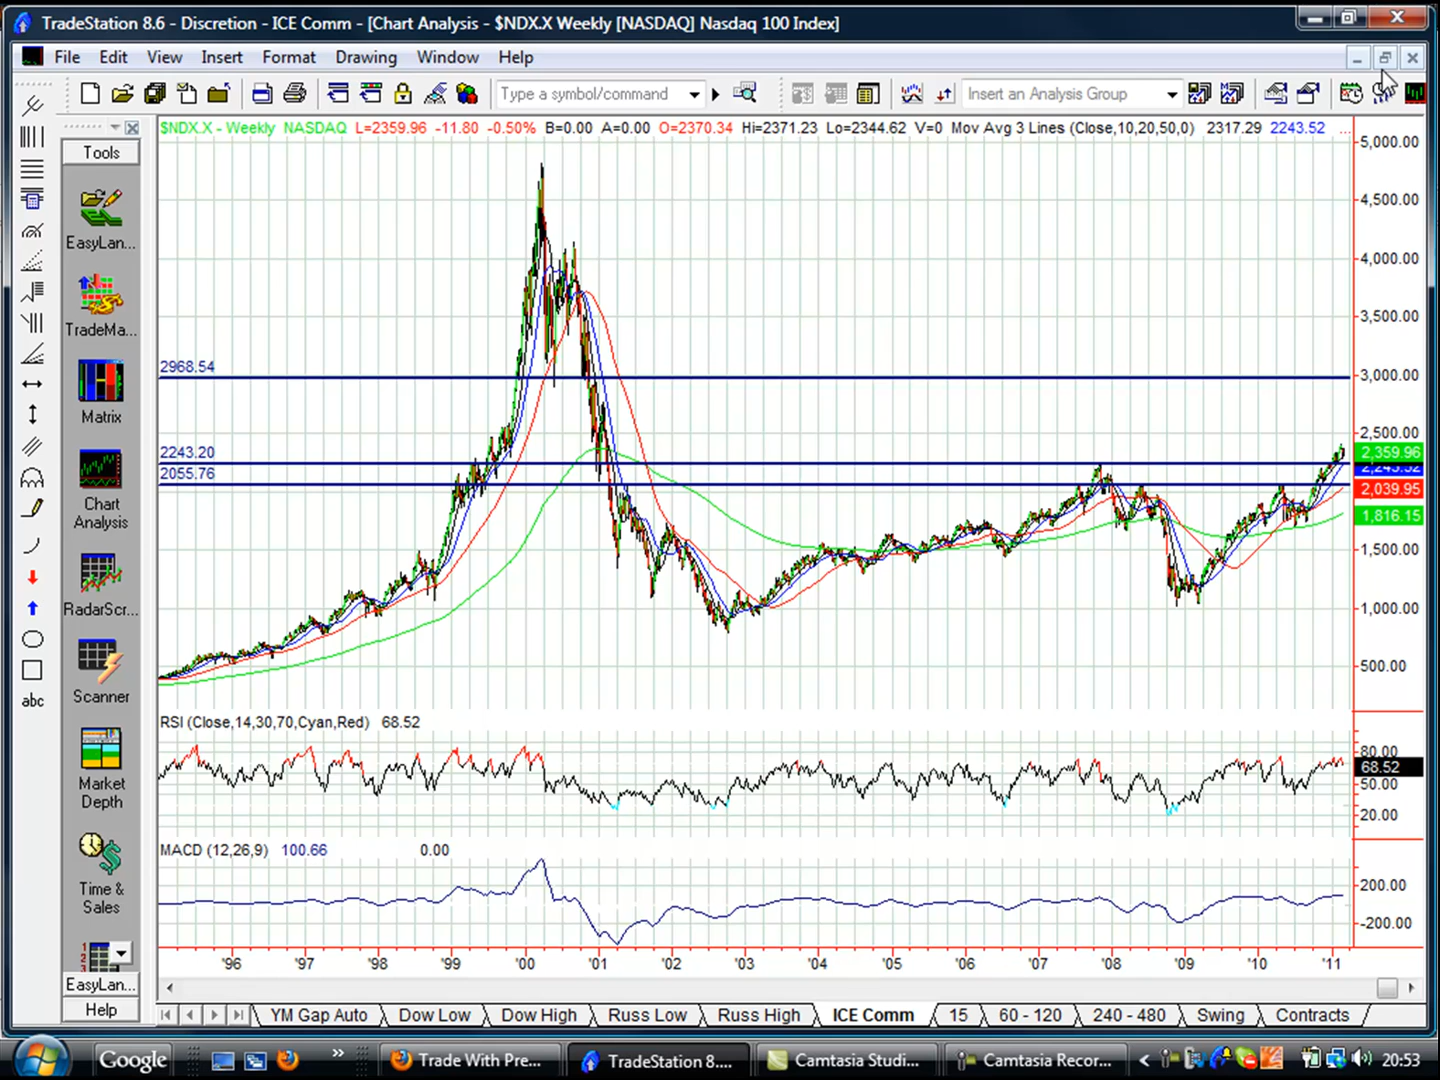 TradeStation 8.6 - Discretion - ICE Comm - [Chart Analysis - $NDX.X Weekly [NASDAQ] Nasdaq 100 Index]
File Edit View Insert Format Drawing Window Help
Type a symbol/command Insert an Analysis Group
$NDX.X - Weekly NASDAQ L=2359.96 -11.80 -0.50% B=0.00 A=0.00 O=2370.34 Hi=2371.23 Lo=2344.62 V=0 Mov Avg 3 Lines (Close,10,20,50,0) 2317.29 2243.52 ...
Tools
EasyLan...
TradeMa...
Matrix
Chart
Analysis
RadarScr...
Scanner
Market
Depth
Time &
Sales
EasyLan...
Help
abc
5,000.00
4,500.00
4,000.00
3,500.00
3,000.00
2,500.00
2,359.96
2,243.52
2,039.95
1,816.15
1,500.00
1,000.00
500.00
2968.54
2243.20
2055.76
RSI (Close,14,30,70,Cyan,Red) 68.52
80.00
68.52
50.00
20.00
MACD (12,26,9) 100.66 0.00
200.00
-200.00
'96 '97 '98 '99 '00 '01 '02 '03 '04 '05 '06 '07 '08 '09 '10 '11
YM Gap Auto Dow Low Dow High Russ Low Russ High ICE Comm 15 60 - 120 240 - 480 Swing Contracts
Google Trade With Pre... TradeStation 8.... Camtasia Studi... Camtasia Recor... 20:53